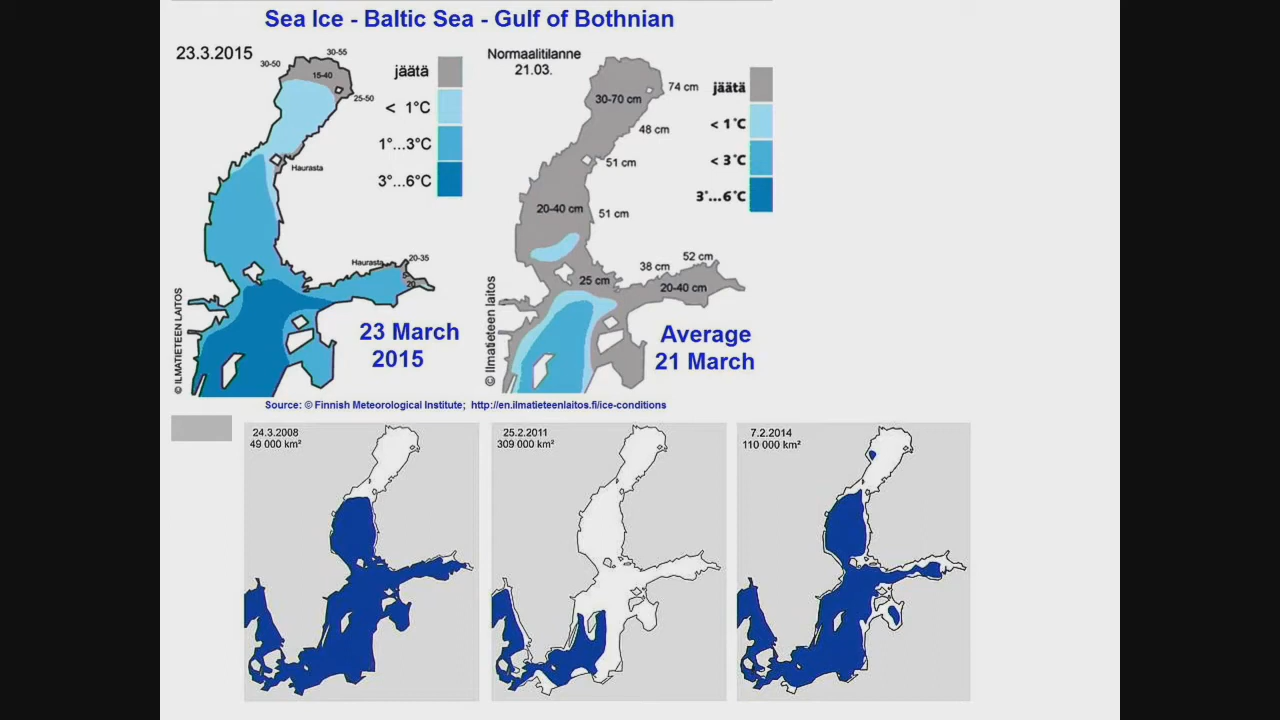 Sea Ice - Baltic Sea - Gulf of Bothnian
23.3.2015
30-55
30-50
15-40
25-50
jäätä
< 1°C
1°...3°C
3°...6°C
Haurasta
Haurasta
20-35
5-
20
© ILMATIETEEN LAITOS
23 March
2015
Normaalitilanne
21.03.
74 cm
30-70 cm
48 cm
51 cm
20-40 cm
51 cm
52 cm
38 cm
25 cm
20-40 cm
jäätä
< 1°C
< 3°C
3°...6°C
© Ilmatieteen laitos
Average
21 March
Source: © Finnish Meteorological Institute; http://en.ilmatieteenlaitos.fi/ice-conditions
24.3.2008
49 000 km²
25.2.2011
309 000 km²
7.2.2014
110 000 km²